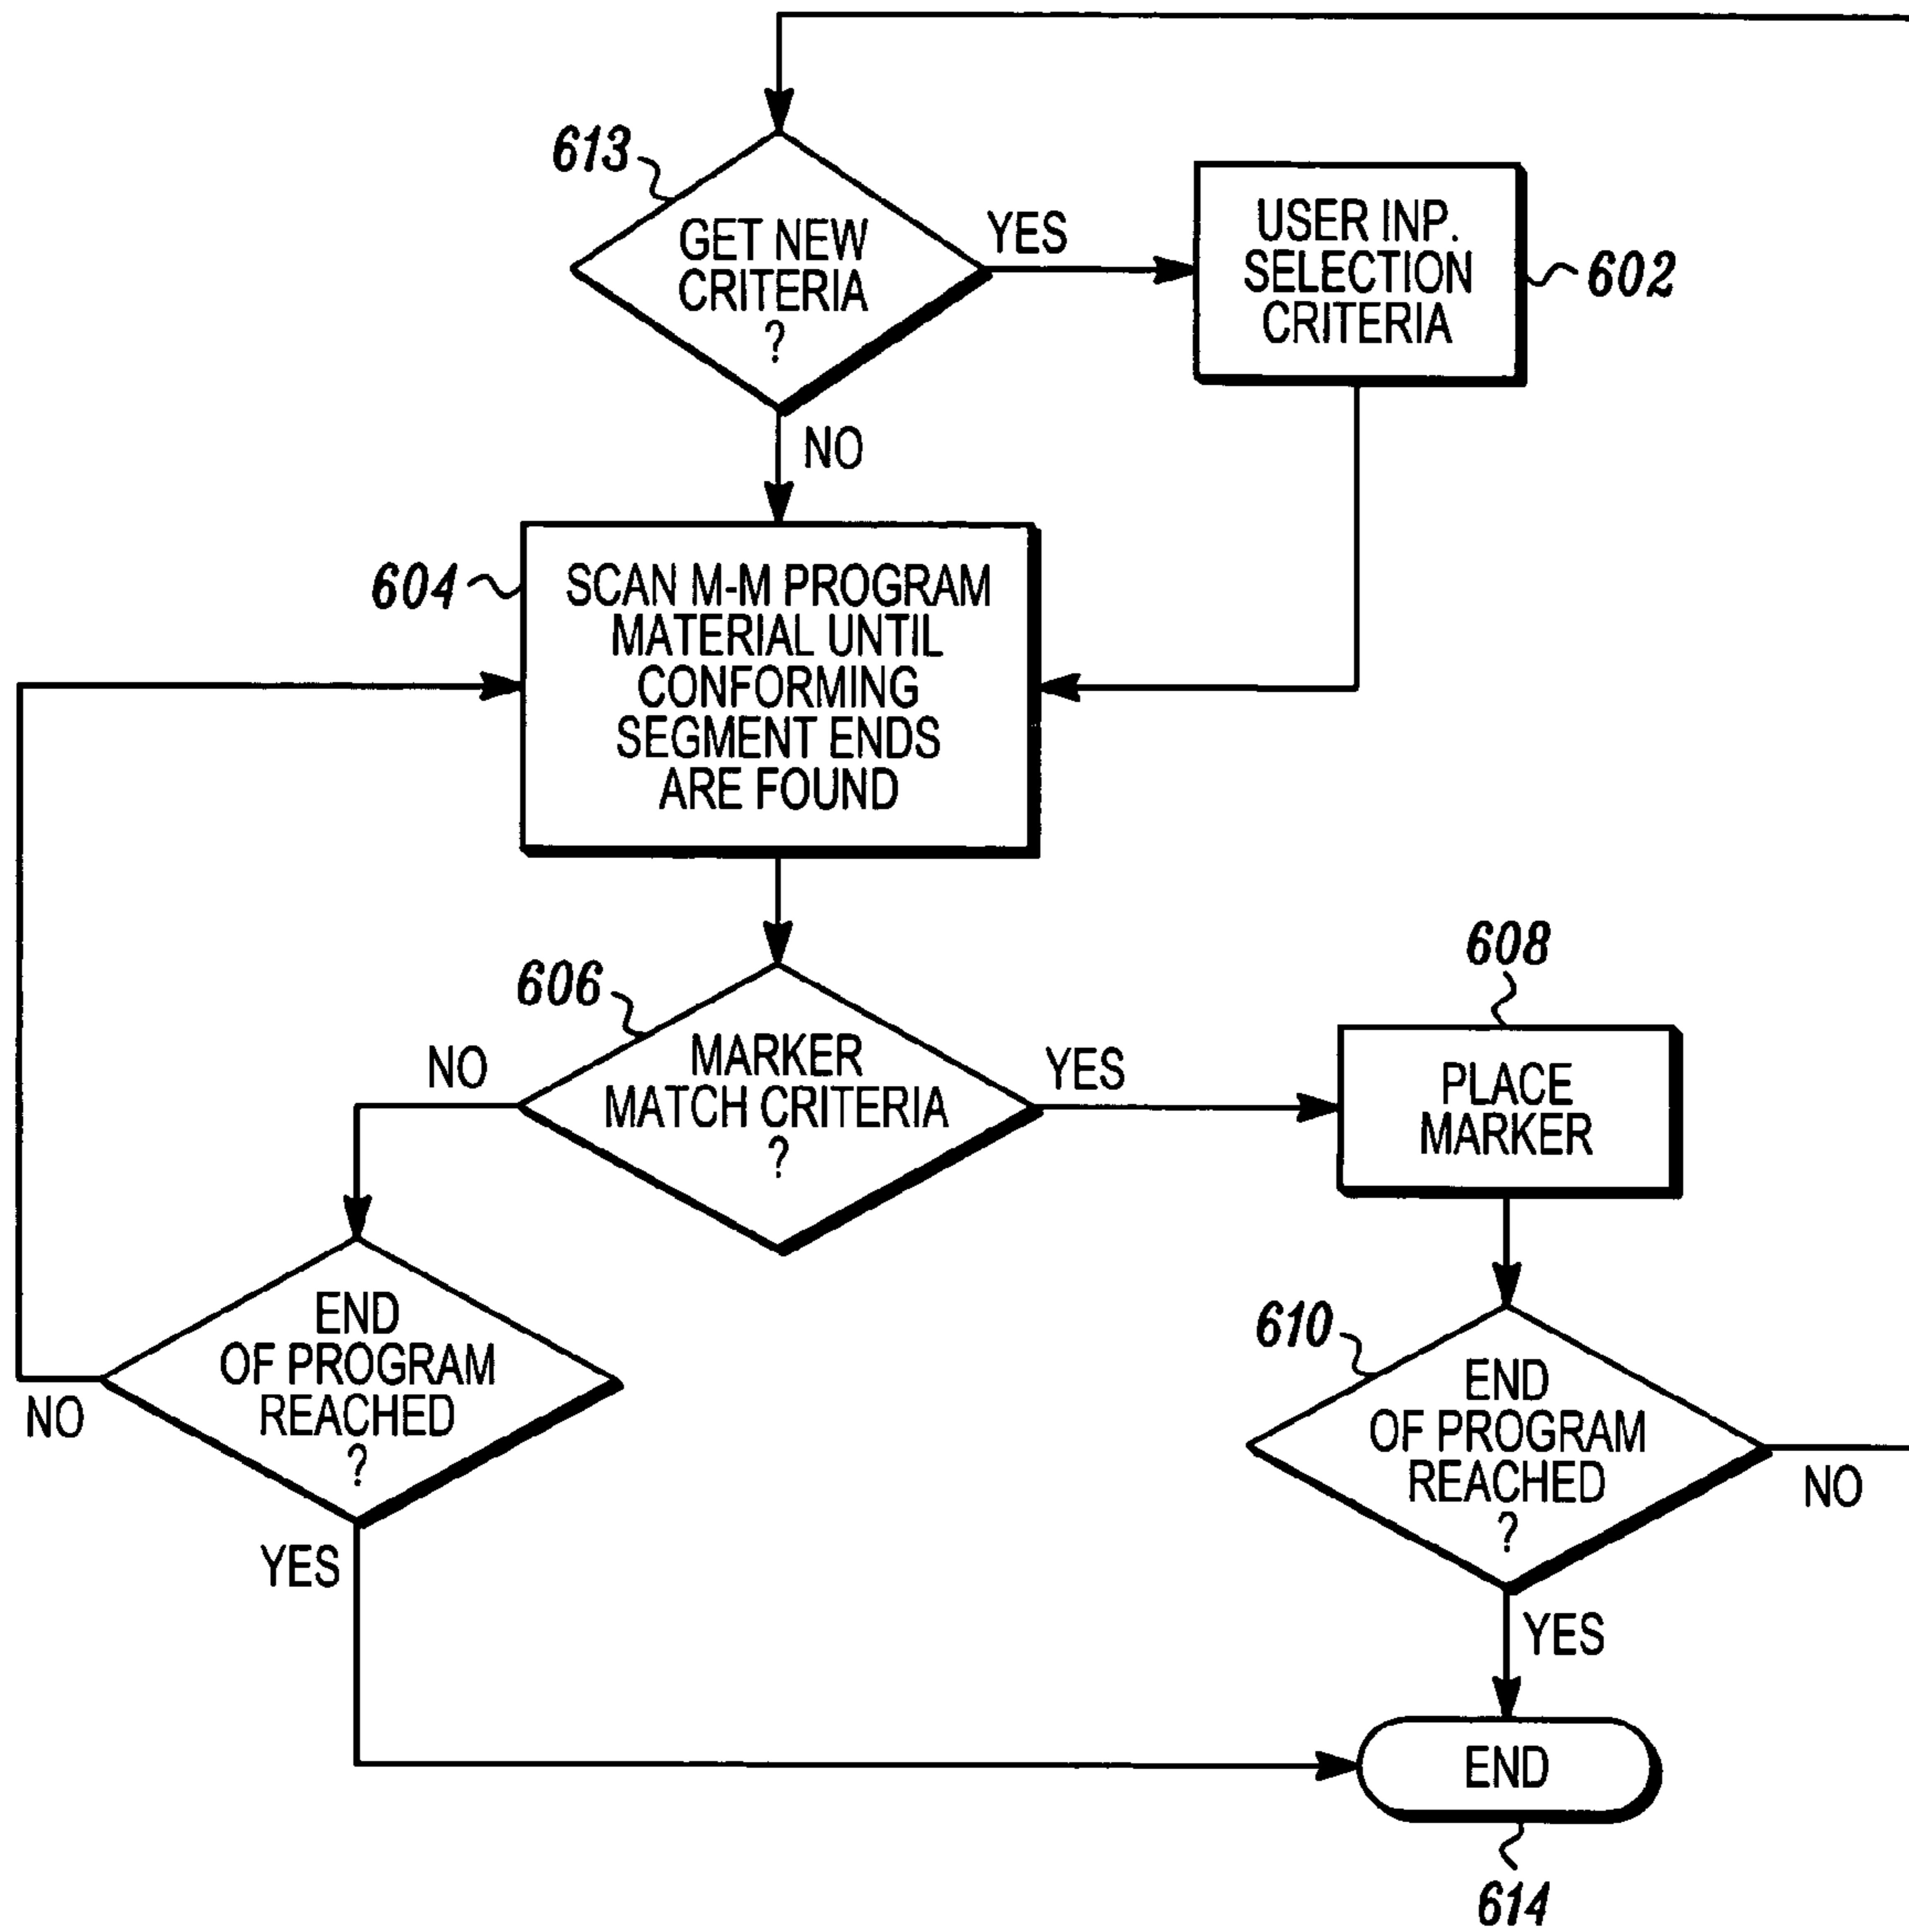 613
GET NEW
CRITERIA
?
YES
NO
USER INP.
SELECTION
CRITERIA
602
604
SCAN M-M PROGRAM
MATERIAL UNTIL
CONFORMING
SEGMENT ENDS
ARE FOUND
606
MARKER
MATCH CRITERIA
?
NO
YES
608
PLACE
MARKER
END
OF PROGRAM
REACHED
?
NO
YES
610
END
OF PROGRAM
REACHED
?
NO
YES
END
614